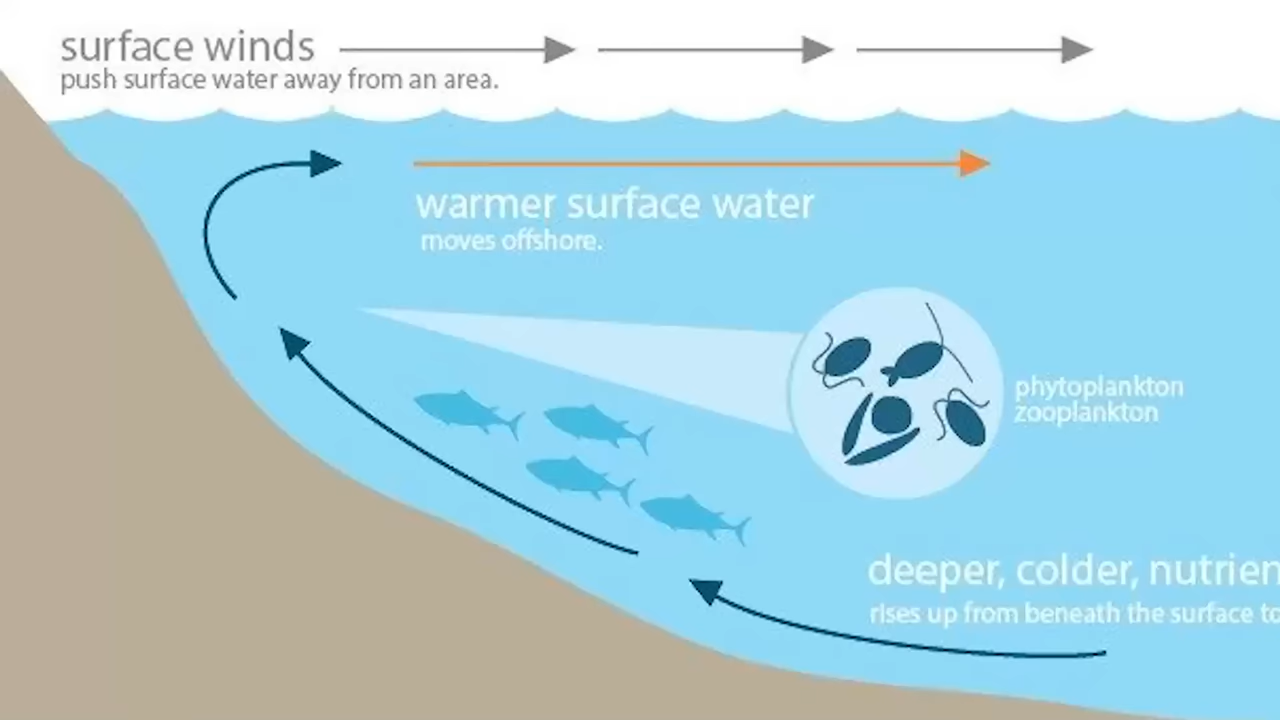 surface winds
push surface water away from an area.
warmer surface water
moves offshore.
phytoplankton
zooplankton
deeper, colder, nutrien
rises up from beneath the surface to